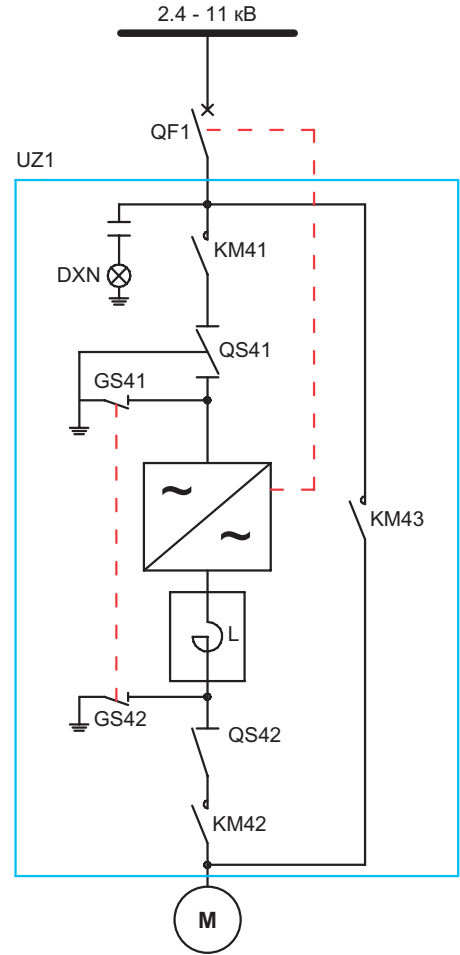 2.4 - 11 кВ
QF1
UZ1
KM41
DXN
QS41
GS41
~
~
KM43
L
GS42
QS42
KM42
M